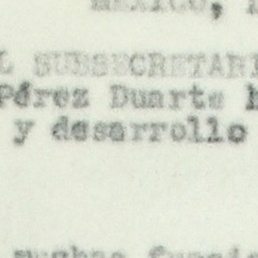 MEXICO,
SUBSECRETARI
Pérez Duarte
y desarrollo